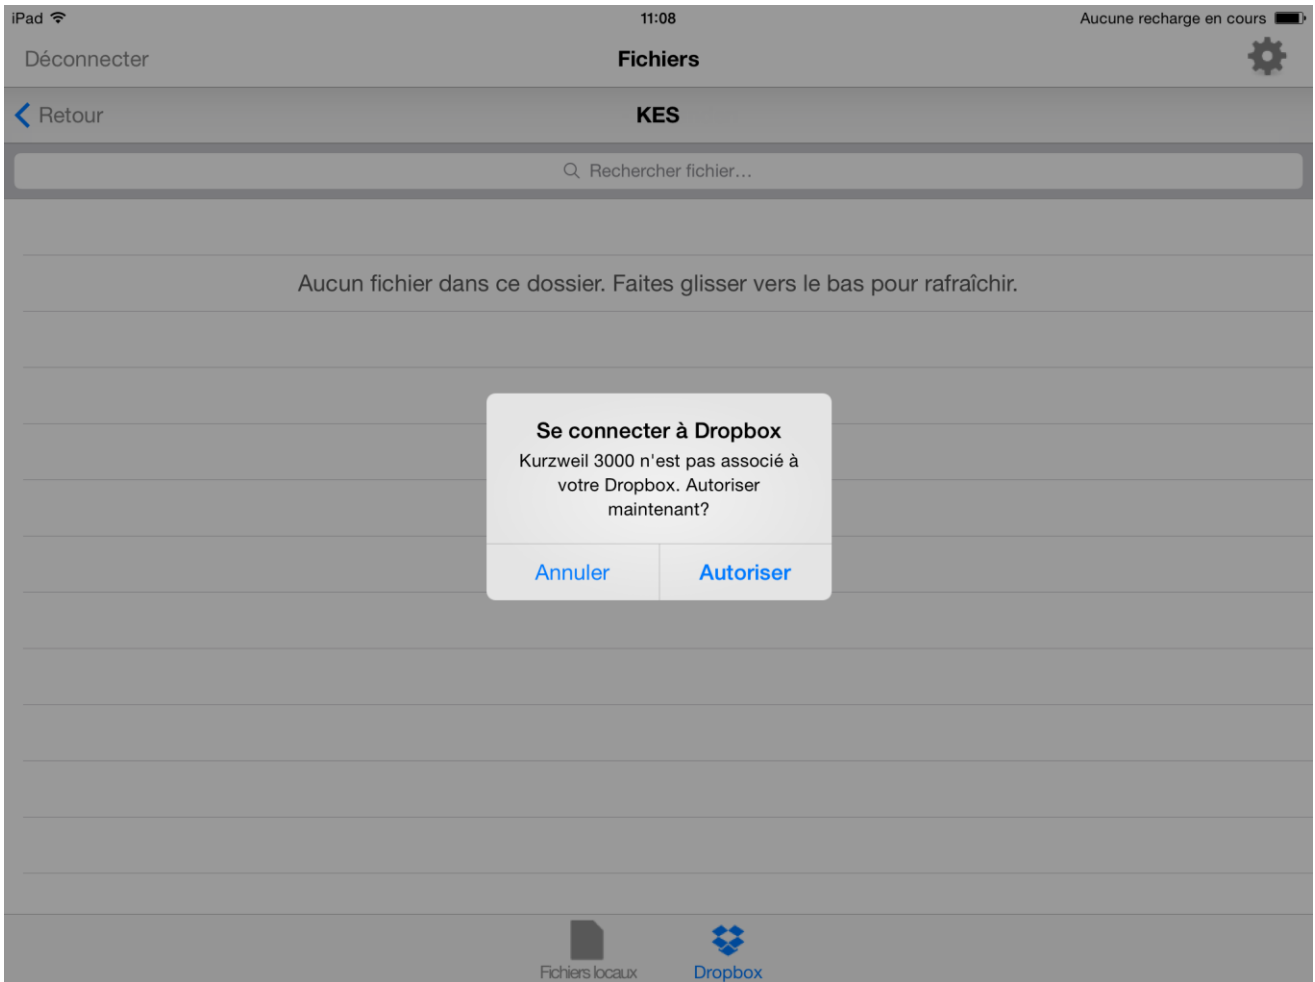 iPad 11:08 Aucune recharge en cours
Déconnecter Fichiers
Retour KES
Rechercher fichier...
Aucun fichier dans ce dossier. Faites glisser vers le bas pour rafraîchir.
Se connecter à Dropbox
Kurzweil 3000 n'est pas associé à
votre Dropbox. Autoriser
maintenant?
Annuler Autoriser
Fichiers locaux Dropbox